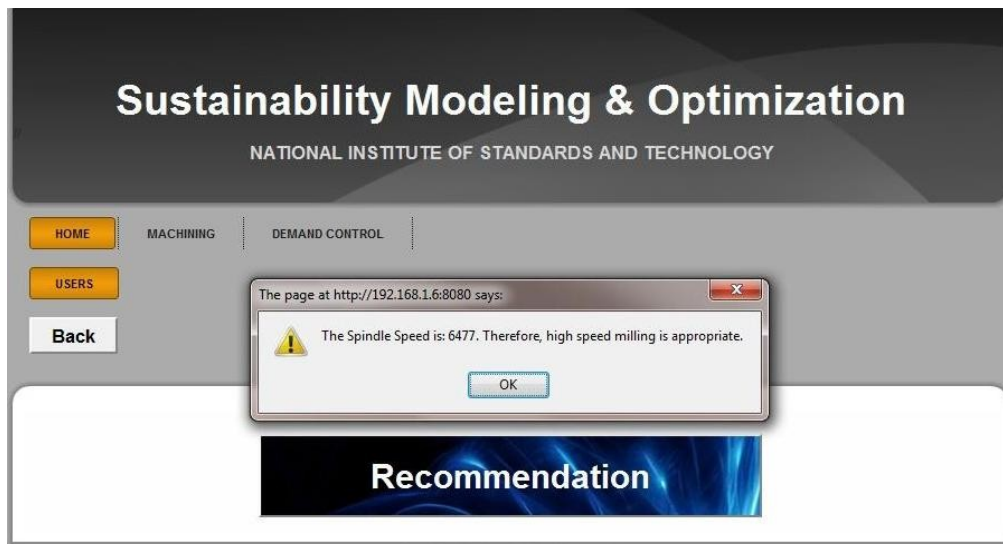 Sustainability Modeling & Optimization
NATIONAL INSTITUTE OF STANDARDS AND TECHNOLOGY
HOME
MACHINING
DEMAND CONTROL
USERS
Back
The page at http://192.168.1.6:8080 says:
The Spindle Speed is: 6477. Therefore, high speed milling is appropriate.
OK
Recommendation